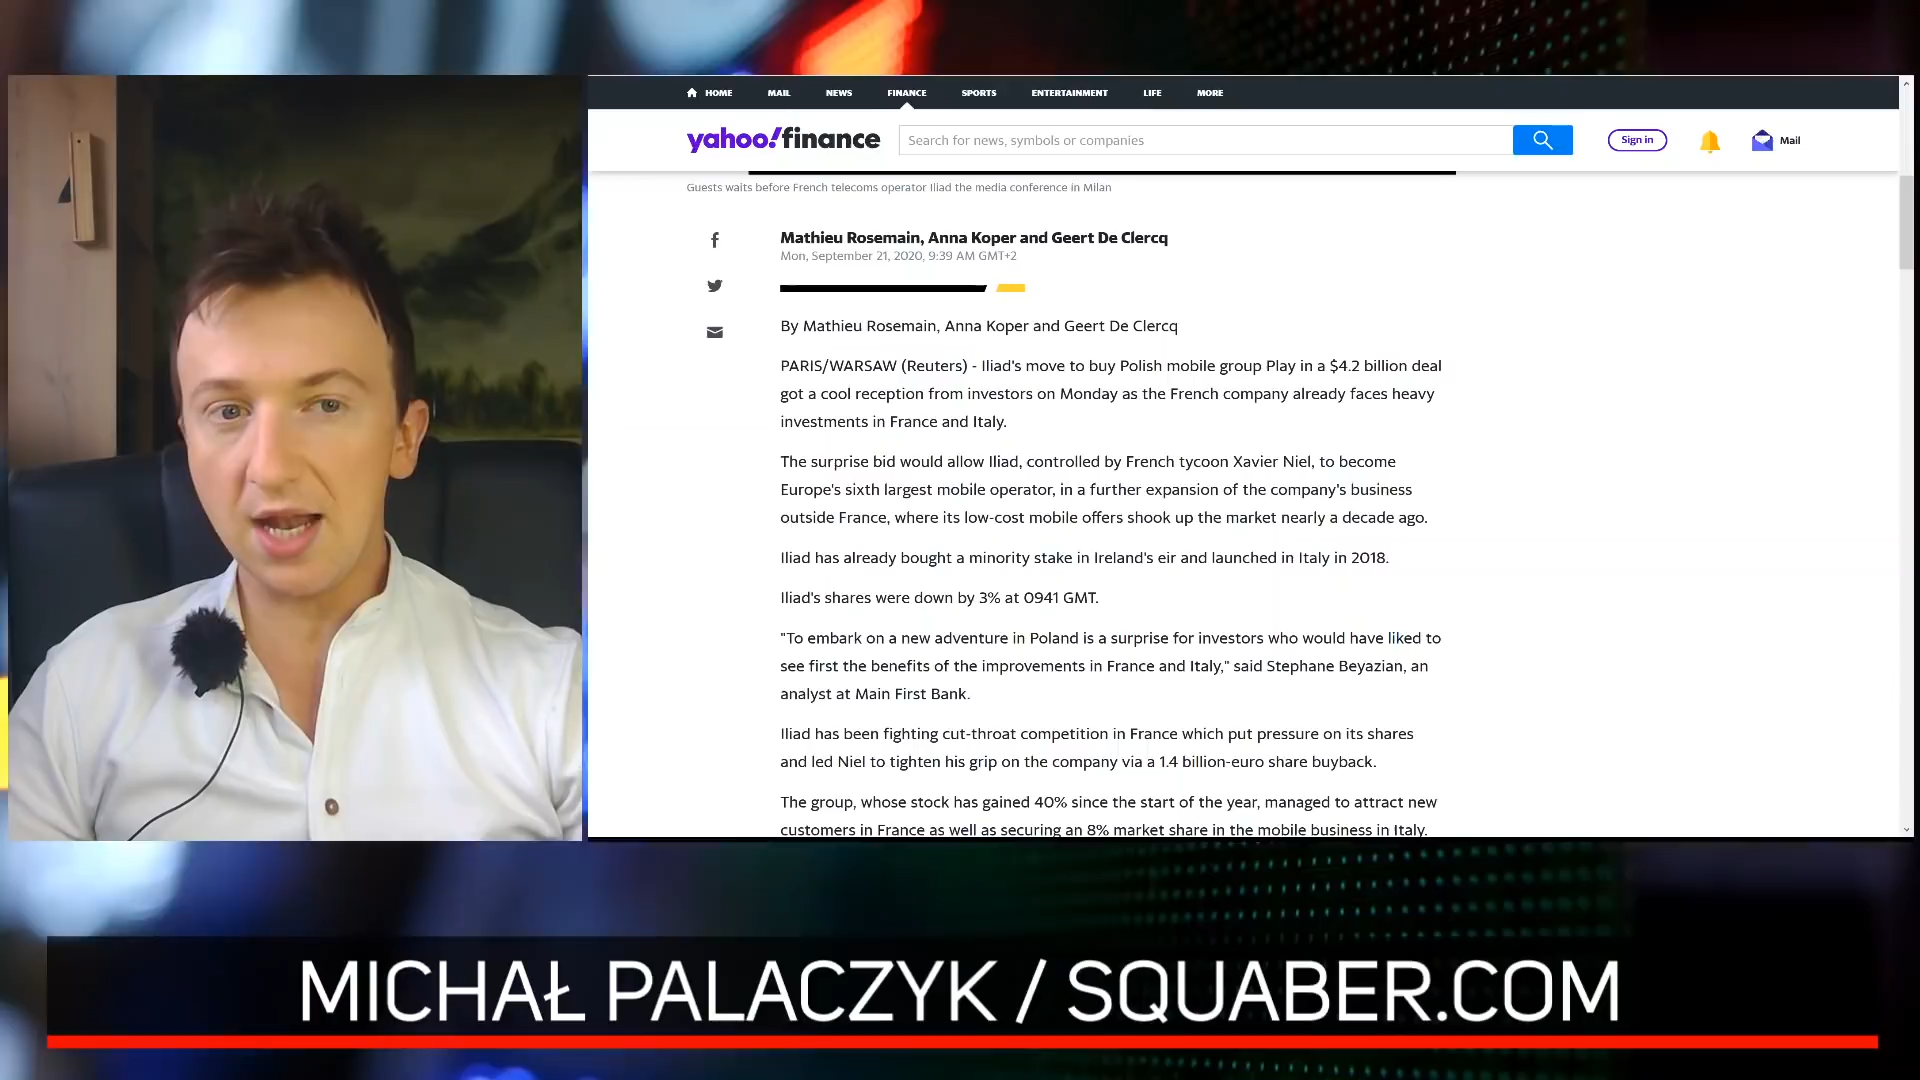 HOME MAIL NEWS FINANCE SPORTS ENTERTAINMENT LIFE MORE
yahoo!finance Search for news, symbols or companies Sign in Mail
Guests waits before French telecoms operator Iliad the media conference in Milan
Mathieu Rosemain, Anna Koper and Geert De Clercq
Mon, September 21, 2020, 9:39 AM GMT+2
By Mathieu Rosemain, Anna Koper and Geert De Clercq
PARIS/WARSAW (Reuters) - Iliad's move to buy Polish mobile group Play in a $4.2 billion deal
got a cool reception from investors on Monday as the French company already faces heavy
investments in France and Italy.
The surprise bid would allow Iliad, controlled by French tycoon Xavier Niel, to become
Europe's sixth largest mobile operator, in a further expansion of the company's business
outside France, where its low-cost mobile offers shook up the market nearly a decade ago.
Iliad has already bought a minority stake in Ireland's eir and launched in Italy in 2018.
Iliad's shares were down by 3% at 0941 GMT.
"To embark on a new adventure in Poland is a surprise for investors who would have liked to
see first the benefits of the improvements in France and Italy," said Stephane Beyazian, an
analyst at Main First Bank.
Iliad has been fighting cut-throat competition in France which put pressure on its shares
and led Niel to tighten his grip on the company via a 1.4 billion-euro share buyback.
The group, whose stock has gained 40% since the start of the year, managed to attract new
customers in France as well as securing an 8% market share in the mobile business in Italy.
MICHAŁ PALACZYK / SQUABER.COM